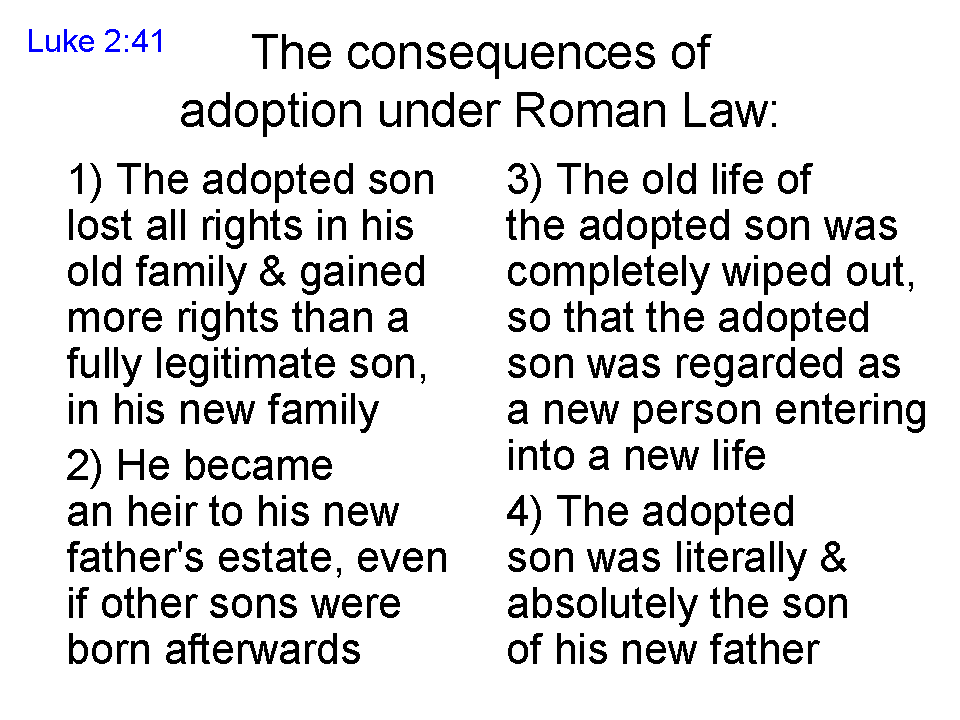 Luke 2:41
The consequences of
adoption under Roman Law:
1) The adopted son
lost all rights in his
old family & gained
more rights than a
fully legitimate son,
in his new family
2) He became
an heir to his new
father's estate, even
if other sons were
born afterwards
3) The old life of
the adopted son was
completely wiped out,
so that the adopted
son was regarded as
a new person entering
into a new life
4) The adopted
son was literally &
absolutely the son
of his new father